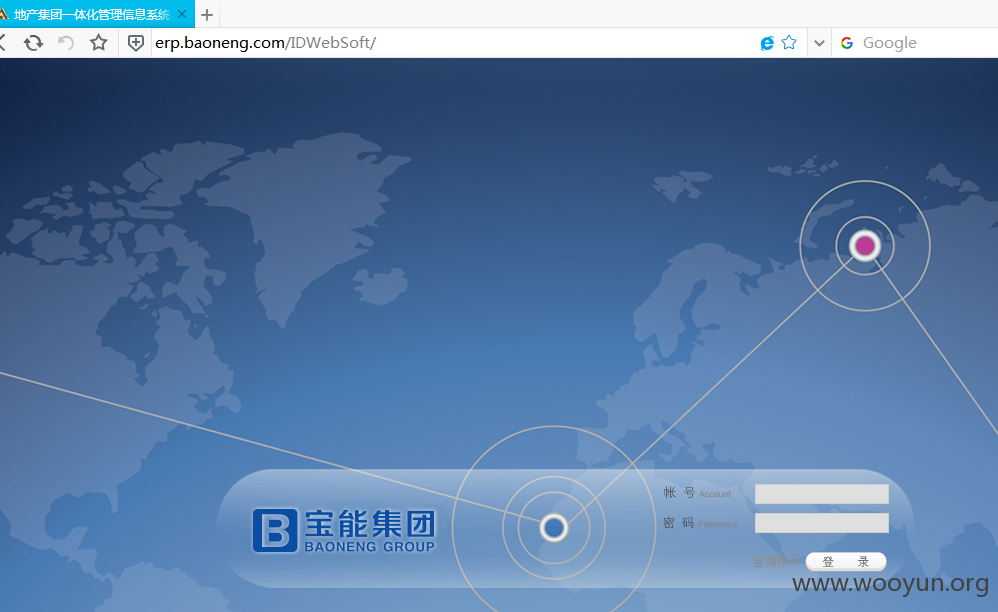 地产集团一体化管理信息系统
erp.baoneng.com/IDWebSoft/
Google
帐 号 Account
密 码 Password
宝能集团
BAONENG GROUP
登 录
www.wooyun.org